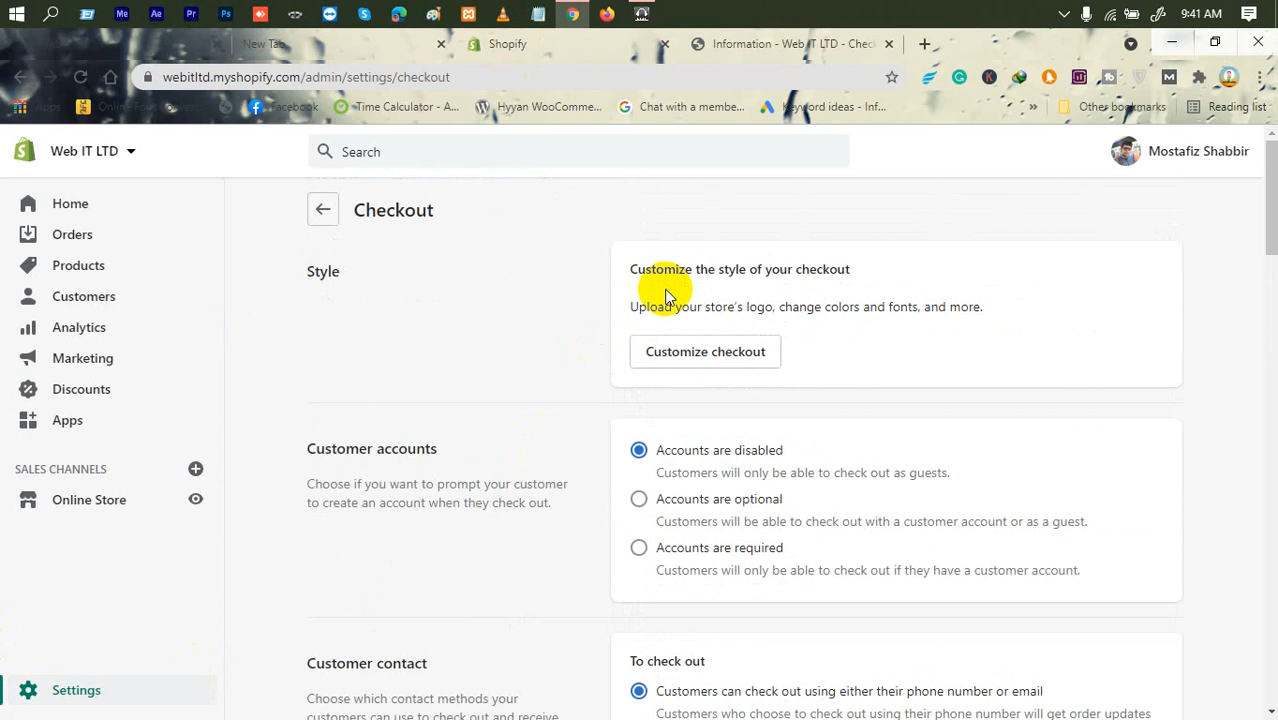 9:41 AM
New Tab
Shopify
Information - Web IT LTD - Chec
webitltd.myshopify.com/admin/settings/checkout
Apps
Facebook
Time Calculator - A...
Hyyan WooComme...
Chat with a membe...
Keyword ideas - Inf...
Other bookmarks
Reading list
Web IT LTD
Search
Mostafiz Shabbir
Home
Orders
Products
Customers
Analytics
Marketing
Discounts
Apps
SALES CHANNELS
Online Store
Settings
Checkout
Style
Customize the style of your checkout
Upload your store's logo, change colors and fonts, and more.
Customize checkout
Customer accounts
Choose if you want to prompt your customer
to create an account when they check out.
Accounts are disabled
Customers will only be able to check out as guests.
Accounts are optional
Customers will be able to check out with a customer account or as a guest.
Accounts are required
Customers will only be able to check out if they have a customer account.
Customer contact
Choose which contact methods your
customers can use to check out and receive
To check out
Customers can check out using either their phone number or email
Customers who choose to check out using their phone number will get order updates